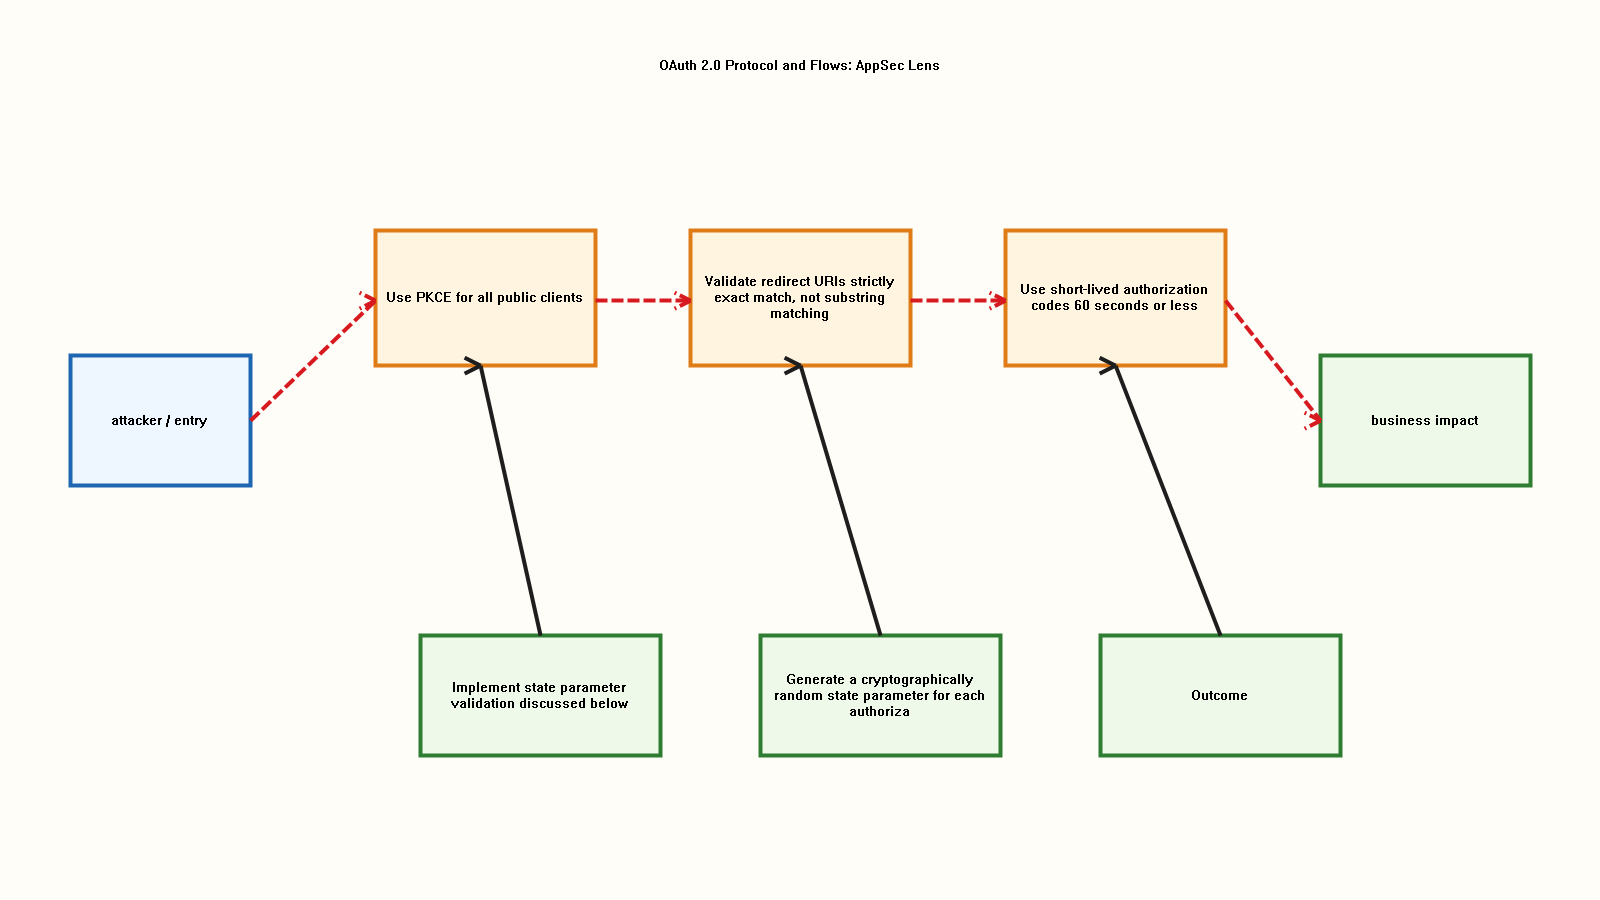 OAuth 2.0 Protocol and Flows: AppSec Lens
Use PKCE for all public clients
Validate redirect URIs strictly
exact match, not substring
matching
Use short-lived authorization
codes 60 seconds or less
attacker / entry
business impact
Implement state parameter
validation discussed below
Generate a cryptographically
random state parameter for each
authoriza
Outcome